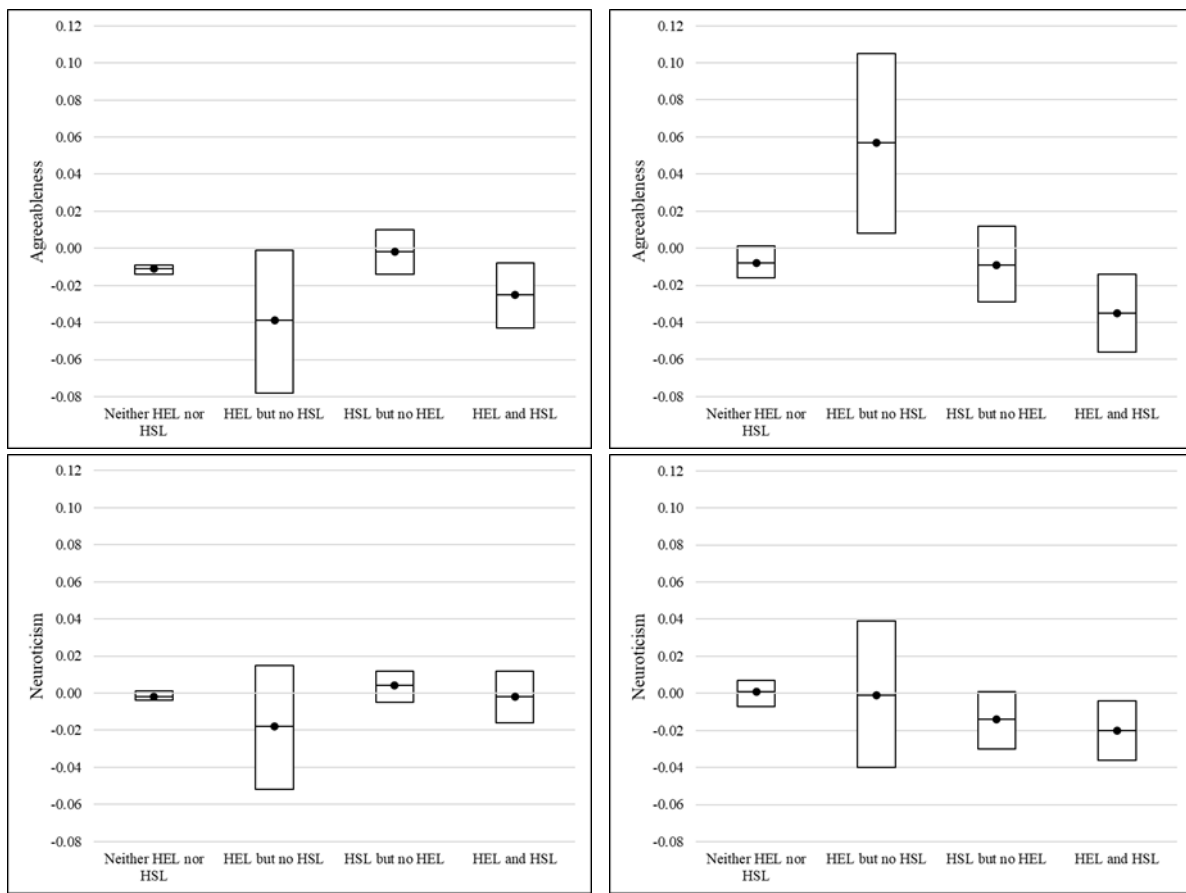 0.12
0.10
0.08
0.06
0.04
0.02
0.00
-0.02
-0.04
-0.06
-0.08
Agreeableness
Neither HEL nor
HSL
HEL but no HSL
HSL but no HEL
HEL and HSL
0.12
0.10
0.08
0.06
0.04
0.02
0.00
-0.02
-0.04
-0.06
-0.08
Agreeableness
Neither HEL nor
HSL
HEL but no HSL
HSL but no HEL
HEL and HSL
0.12
0.10
0.08
0.06
0.04
0.02
0.00
-0.02
-0.04
-0.06
-0.08
Neuroticism
Neither HEL nor
HSL
HEL but no HSL
HSL but no HEL
HEL and HSL
0.12
0.10
0.08
0.06
0.04
0.02
0.00
-0.02
-0.04
-0.06
-0.08
Neuroticism
Neither HEL nor
HSL
HEL but no HSL
HSL but no HEL
HEL and HSL